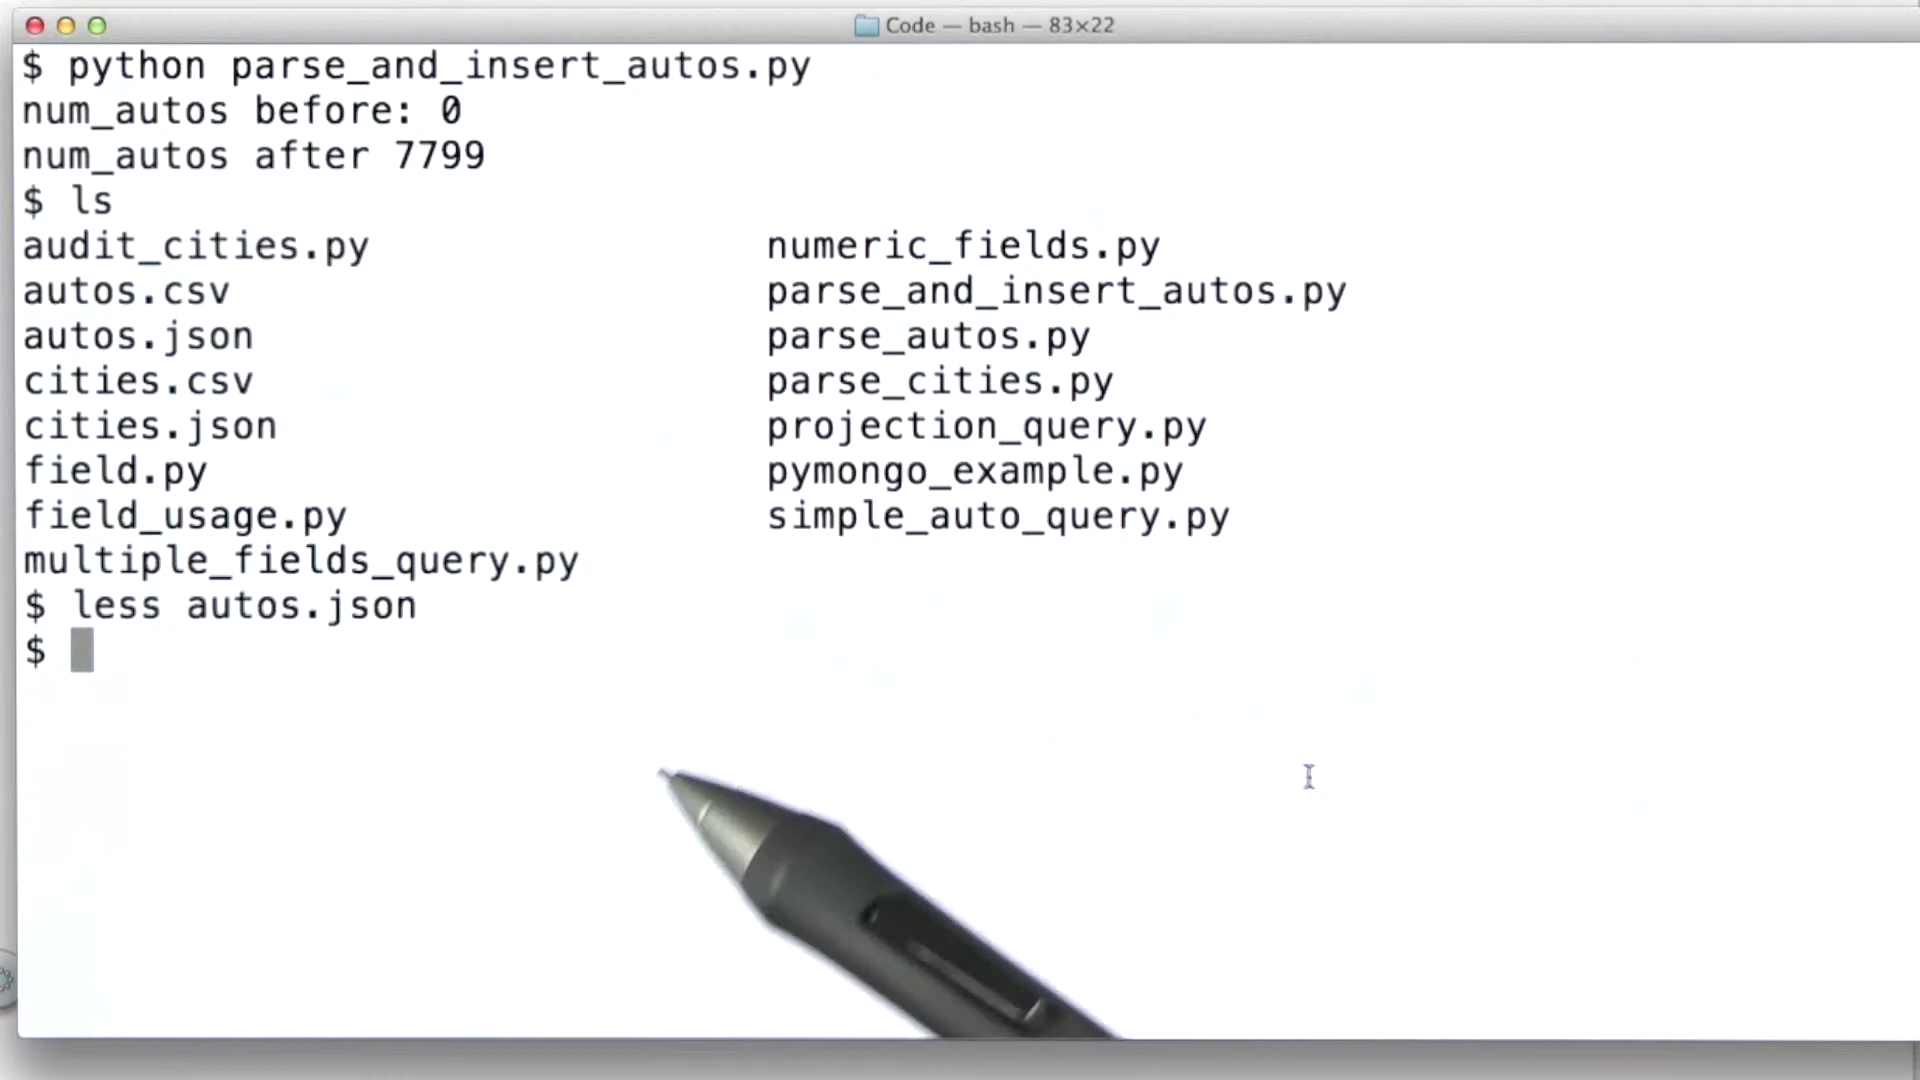 Code — bash — 83×22
$ python parse_and_insert_autos.py
num_autos before: 0
num_autos after 7799
$ ls
audit_cities.py numeric_fields.py
autos.csv parse_and_insert_autos.py
autos.json parse_autos.py
cities.csv parse_cities.py
cities.json projection_query.py
field.py pymongo_example.py
field_usage.py simple_auto_query.py
multiple_fields_query.py
$ less autos.json
$